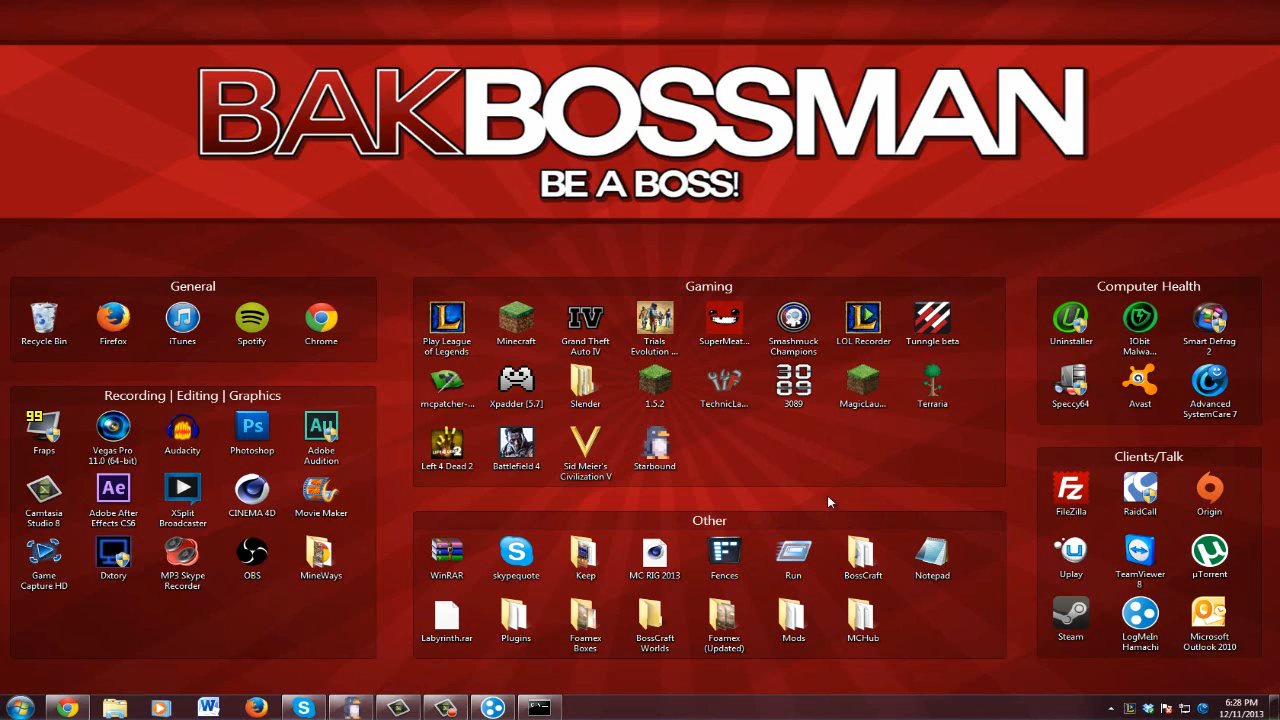 BAKBOSSMAN
BE A BOSS!
General
Recycle Bin
Firefox
iTunes
Spotify
Chrome
Recording | Editing | Graphics
99
Fraps
Vegas Pro
11.0 (64-bit)
Audacity
Ps
Photoshop
Au
Adobe
Audition
Camtasia
Studio 8
Ae
Adobe After
Effects CS6
XSplit
Broadcaster
CINEMA 4D
Movie Maker
Game
Capture HD
Dxtory
MP3 Skype
Recorder
OBS
MineWays
Gaming
L
Play League
of Legends
Minecraft
IV
Grand Theft
Auto IV
Trials
Evolution ...
SuperMeat...
Smashmuck
Champions
LOL Recorder
Tunngle beta
mcpatcher-...
Xpadder [5.7]
Slender
1.5.2
TechnicLa...
3089
3089
MagicLau...
Terraria
Left 4 Dead 2
Battlefield 4
V
Sid Meier's
Civilization V
Starbound
Other
WinRAR
S
skypequote
Keep
MC RIG 2013
F
Fences
Run
BossCraft
Notepad
Labyrinth.rar
Plugins
Foamex
Boxes
BossCraft
Worlds
Foamex
(Updated)
Mods
MCHub
Computer Health
Uninstaller
IObit
Malwa...
Smart Defrag
2
Speccy64
Avast
Advanced
SystemCare 7
Clients/Talk
Fz
FileZilla
RaidCall
Origin
Uplay
TeamViewer
8
µ
µTorrent
Steam
LogMeIn
Hamachi
Microsoft
Outlook 2010
6:28 PM
12/11/2013